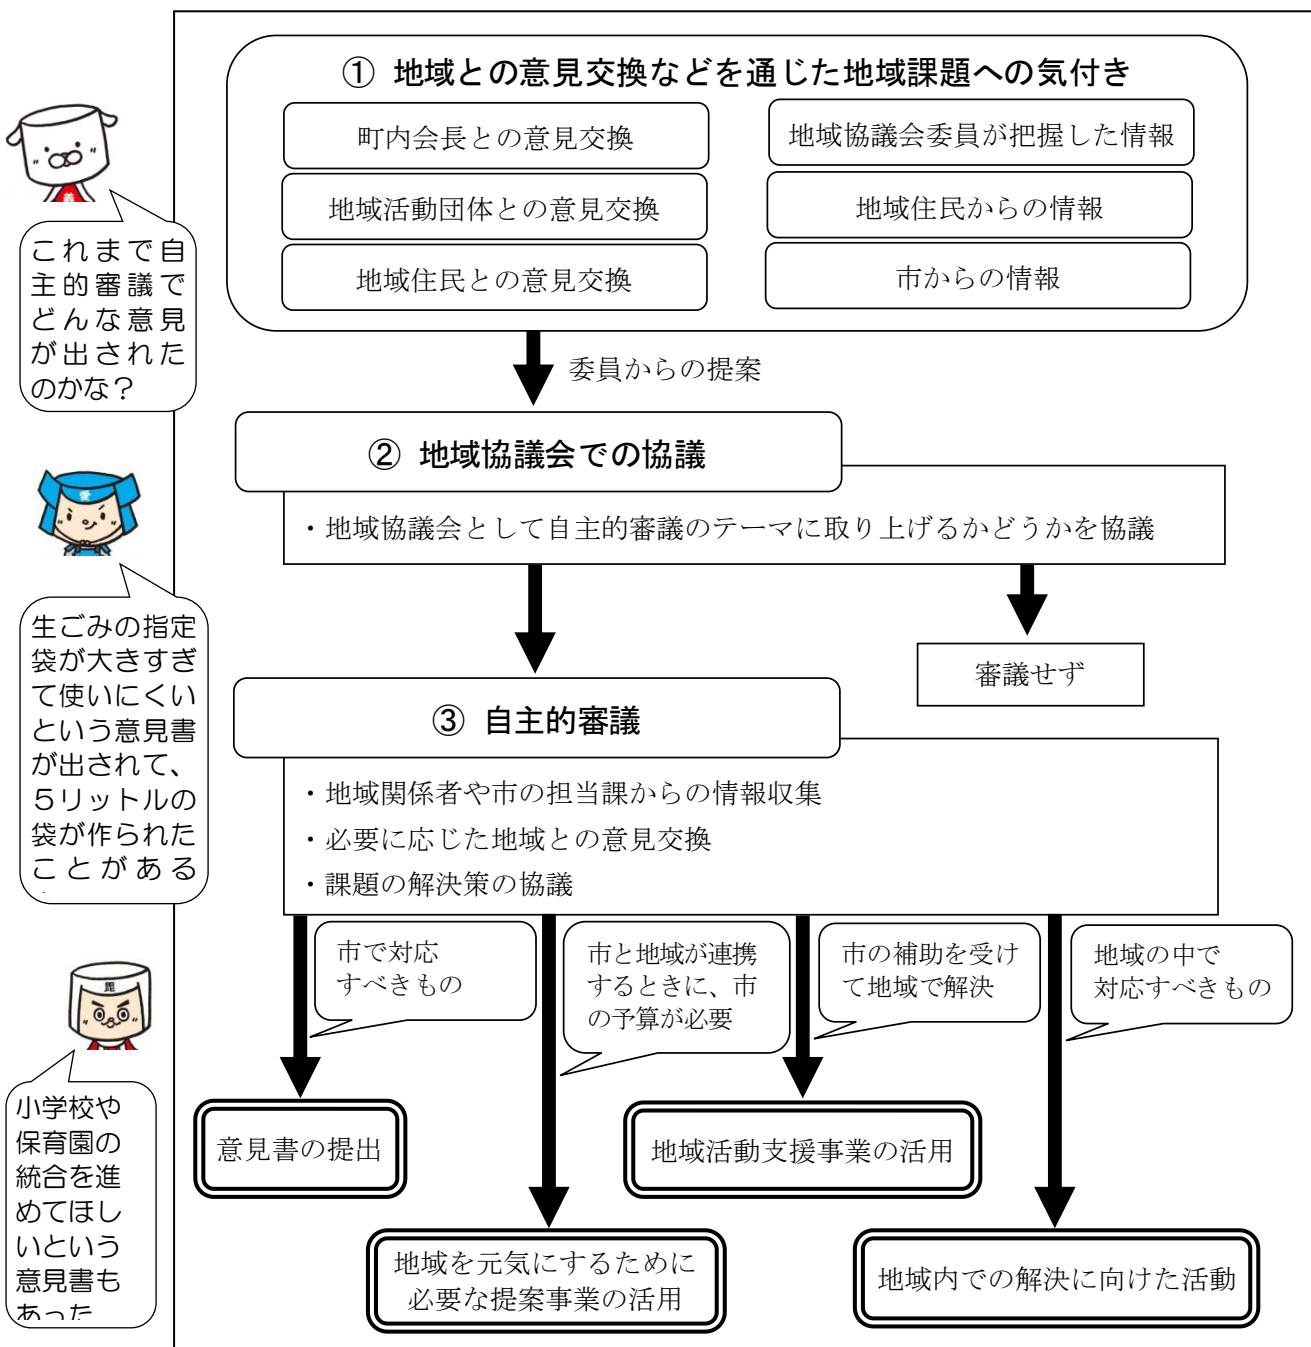 ① 地域との意見交換などを通じた地域課題への気付き
町内会長との意見交換
地域協議会委員が把握した情報
地域活動団体との意見交換
地域住民からの情報
地域住民との意見交換
市からの情報
これまで自
主的審議で
どんな意見
が出された
のかな？
委員からの提案
② 地域協議会での協議
・地域協議会として自主的審議のテーマに取り上げるかどうかを協議
愛
生ごみの指定
袋が大きすぎ
て使いにくい
という意見書
が出されて、
５リットルの
袋が作られた
ことがある
審議せず
③ 自主的審議
・地域関係者や市の担当課からの情報収集
・必要に応じた地域との意見交換
・課題の解決策の協議
市で対応
すべきもの
市と地域が連携
するときに、市
の予算が必要
市の補助を受け
て地域で解決
地域の中で
対応すべきもの
毘
小学校や
保育園の
統合を進
めてほし
いという
意見書も
あった
意見書の提出
地域活動支援事業の活用
地域を元気にするために
必要な提案事業の活用
地域内での解決に向けた活動